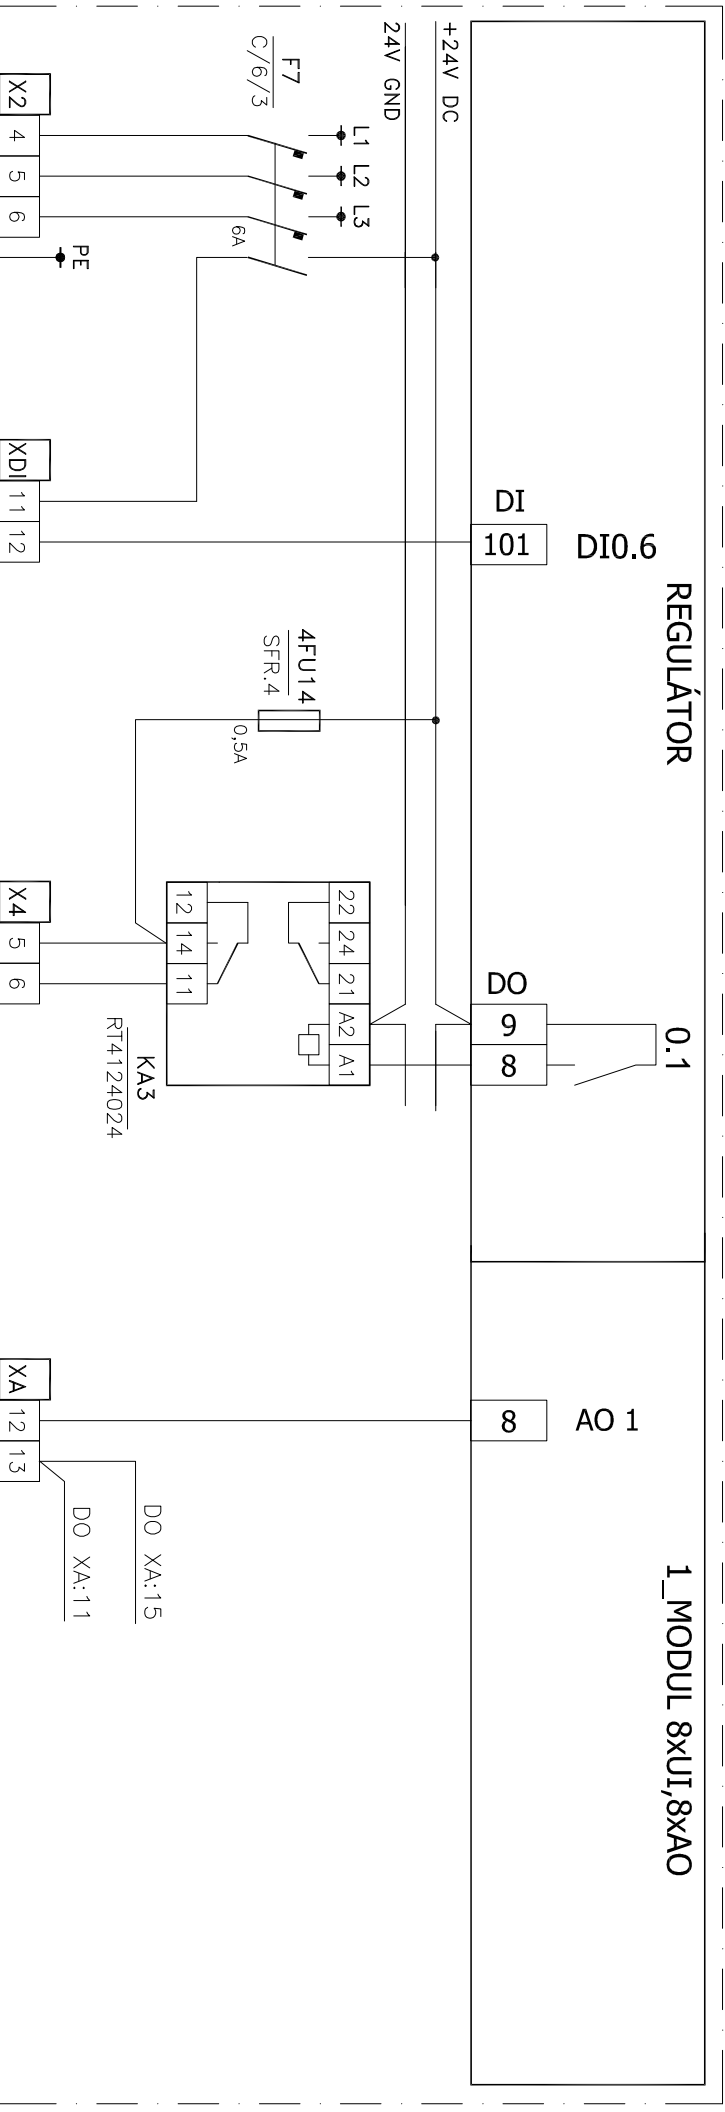 REGULÁTOR
1_MODUL 8xUI,8xAO
+24V DC
24V GND
F7
C/6/3
L1
L2
L3
6A
PE
X2
4
5
6
XDI
11
12
DI
101
DI0.6
4FU14
SFR.4
0,5A
X4
5
6
12
14
11
22
24
21
A2
A1
KA3
RT4124024
DO
9
8
0.1
XA
12
13
8
AO 1
DO XA:15
DO XA:11